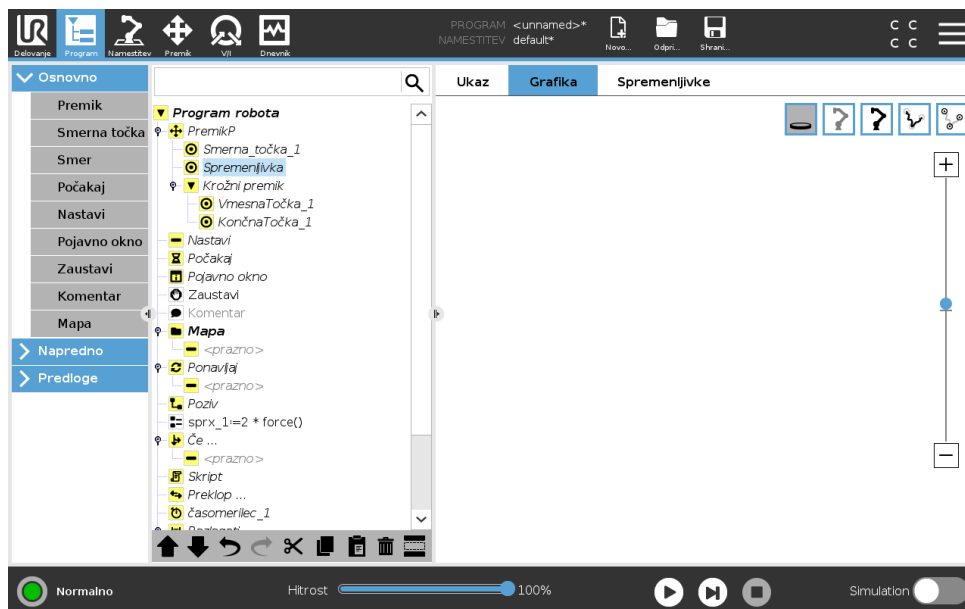 PROGRAM <unnamed>*
NAMESTITEV default*
Delovanje Program Namestitev Premik V/I Dnevnik Novo... Odpri... Shrani...
C C
C C
Osnovno
Premik
Smerna točka
Smer
Počakaj
Nastavi
Pojavno okno
Zaustavi
Komentar
Mapa
Napredno
Predloge
Program robota
PremikP
Smerna_točka_1
Spremenljivka
Krožni premik
VmesnaTočka_1
KončnaTočka_1
Nastavi
Počakaj
Pojavno okno
Zaustavi
Komentar
Mapa
<prazno>
Ponavljaj
<prazno>
Poziv
sprx_1:=2 * force()
Če ...
<prazno>
Skript
Preklop ...
časomerilec_1
Ukaz Grafika Spremenljivke
Normalno Hitrost 100% Simulation